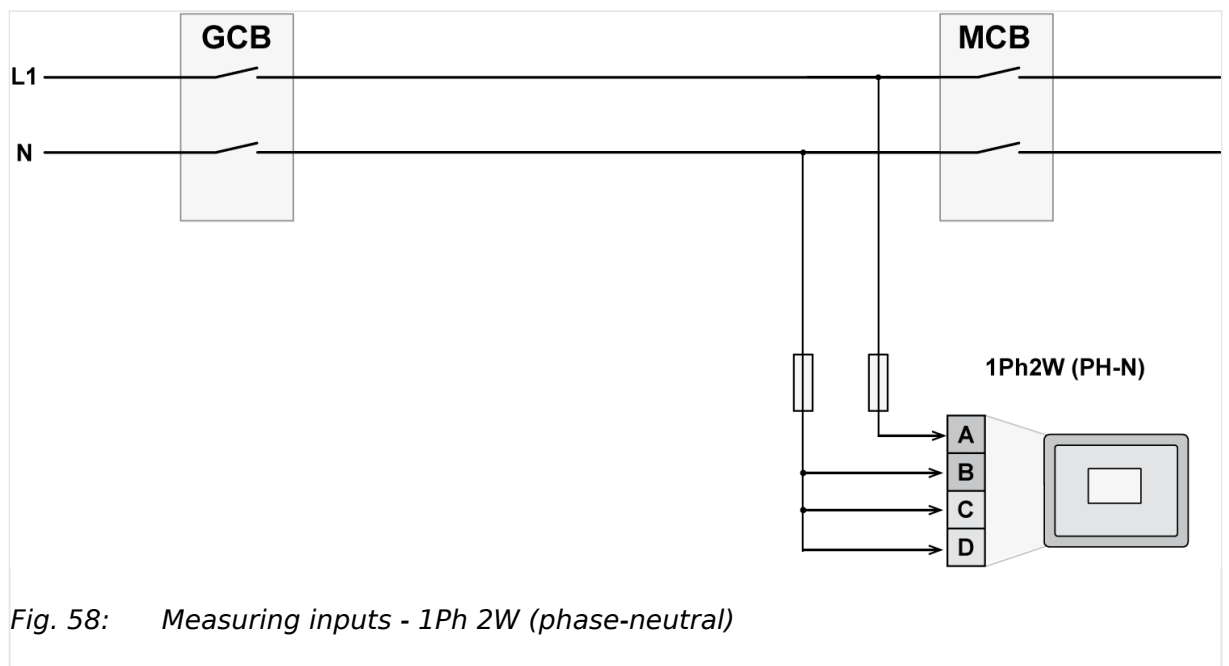 GCB
MCB
L1
N
1Ph2W (PH-N)
A
B
C
D
Fig. 58: Measuring inputs - 1Ph 2W (phase-neutral)